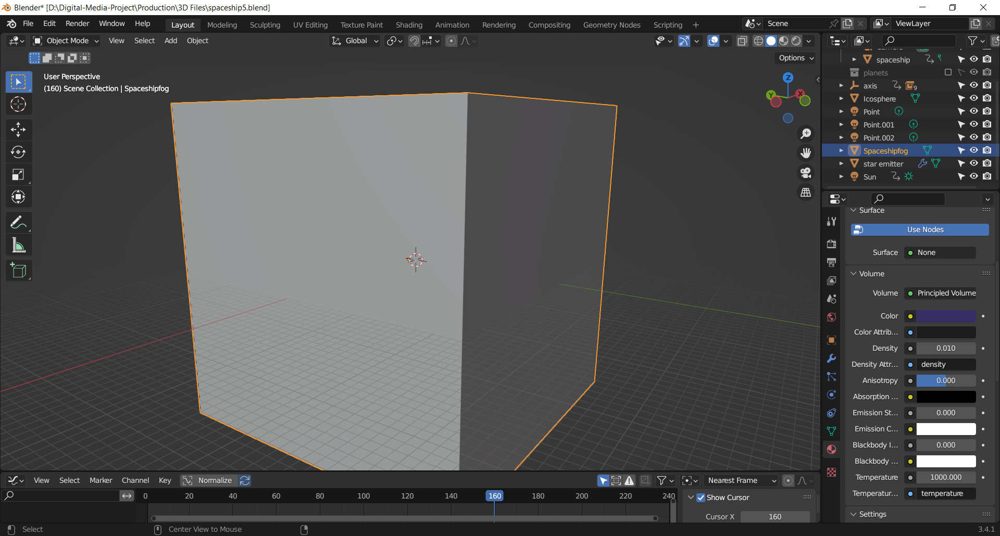 Blender* [D:\Digital-Media-Project\Production\3D Files\spaceship5.blend]
File Edit Render Window Help Layout Modeling Sculpting UV Editing Texture Paint Shading Animation Rendering Compositing Geometry Nodes Scripting + Scene ViewLayer
Object Mode View Select Add Object Global
Options
User Perspective
(160) Scene Collection | Spaceshipfog
Z
Y
X
spaceship
planets
axis 9
Icosphere
Point
Point.001
Point.002
Spaceshipfog
star emitter
Sun
Surface
Use Nodes
Surface None
Volume
Volume Principled Volume
Color
Color Attrib...
Density 0.010
Density Attr... density
Anisotropy 0.000
Absorption ...
Emission St... 0.000
Emission C...
Blackbody I... 0.000
Blackbody ...
Temperature 1000.000
Temperatur... temperature
Settings
View Select Marker Channel Key Normalize Nearest Frame
0 20 40 60 80 100 120 140 160 180 200 220 240
Show Cursor
Cursor X 160
Select Center View to Mouse 3.4.1